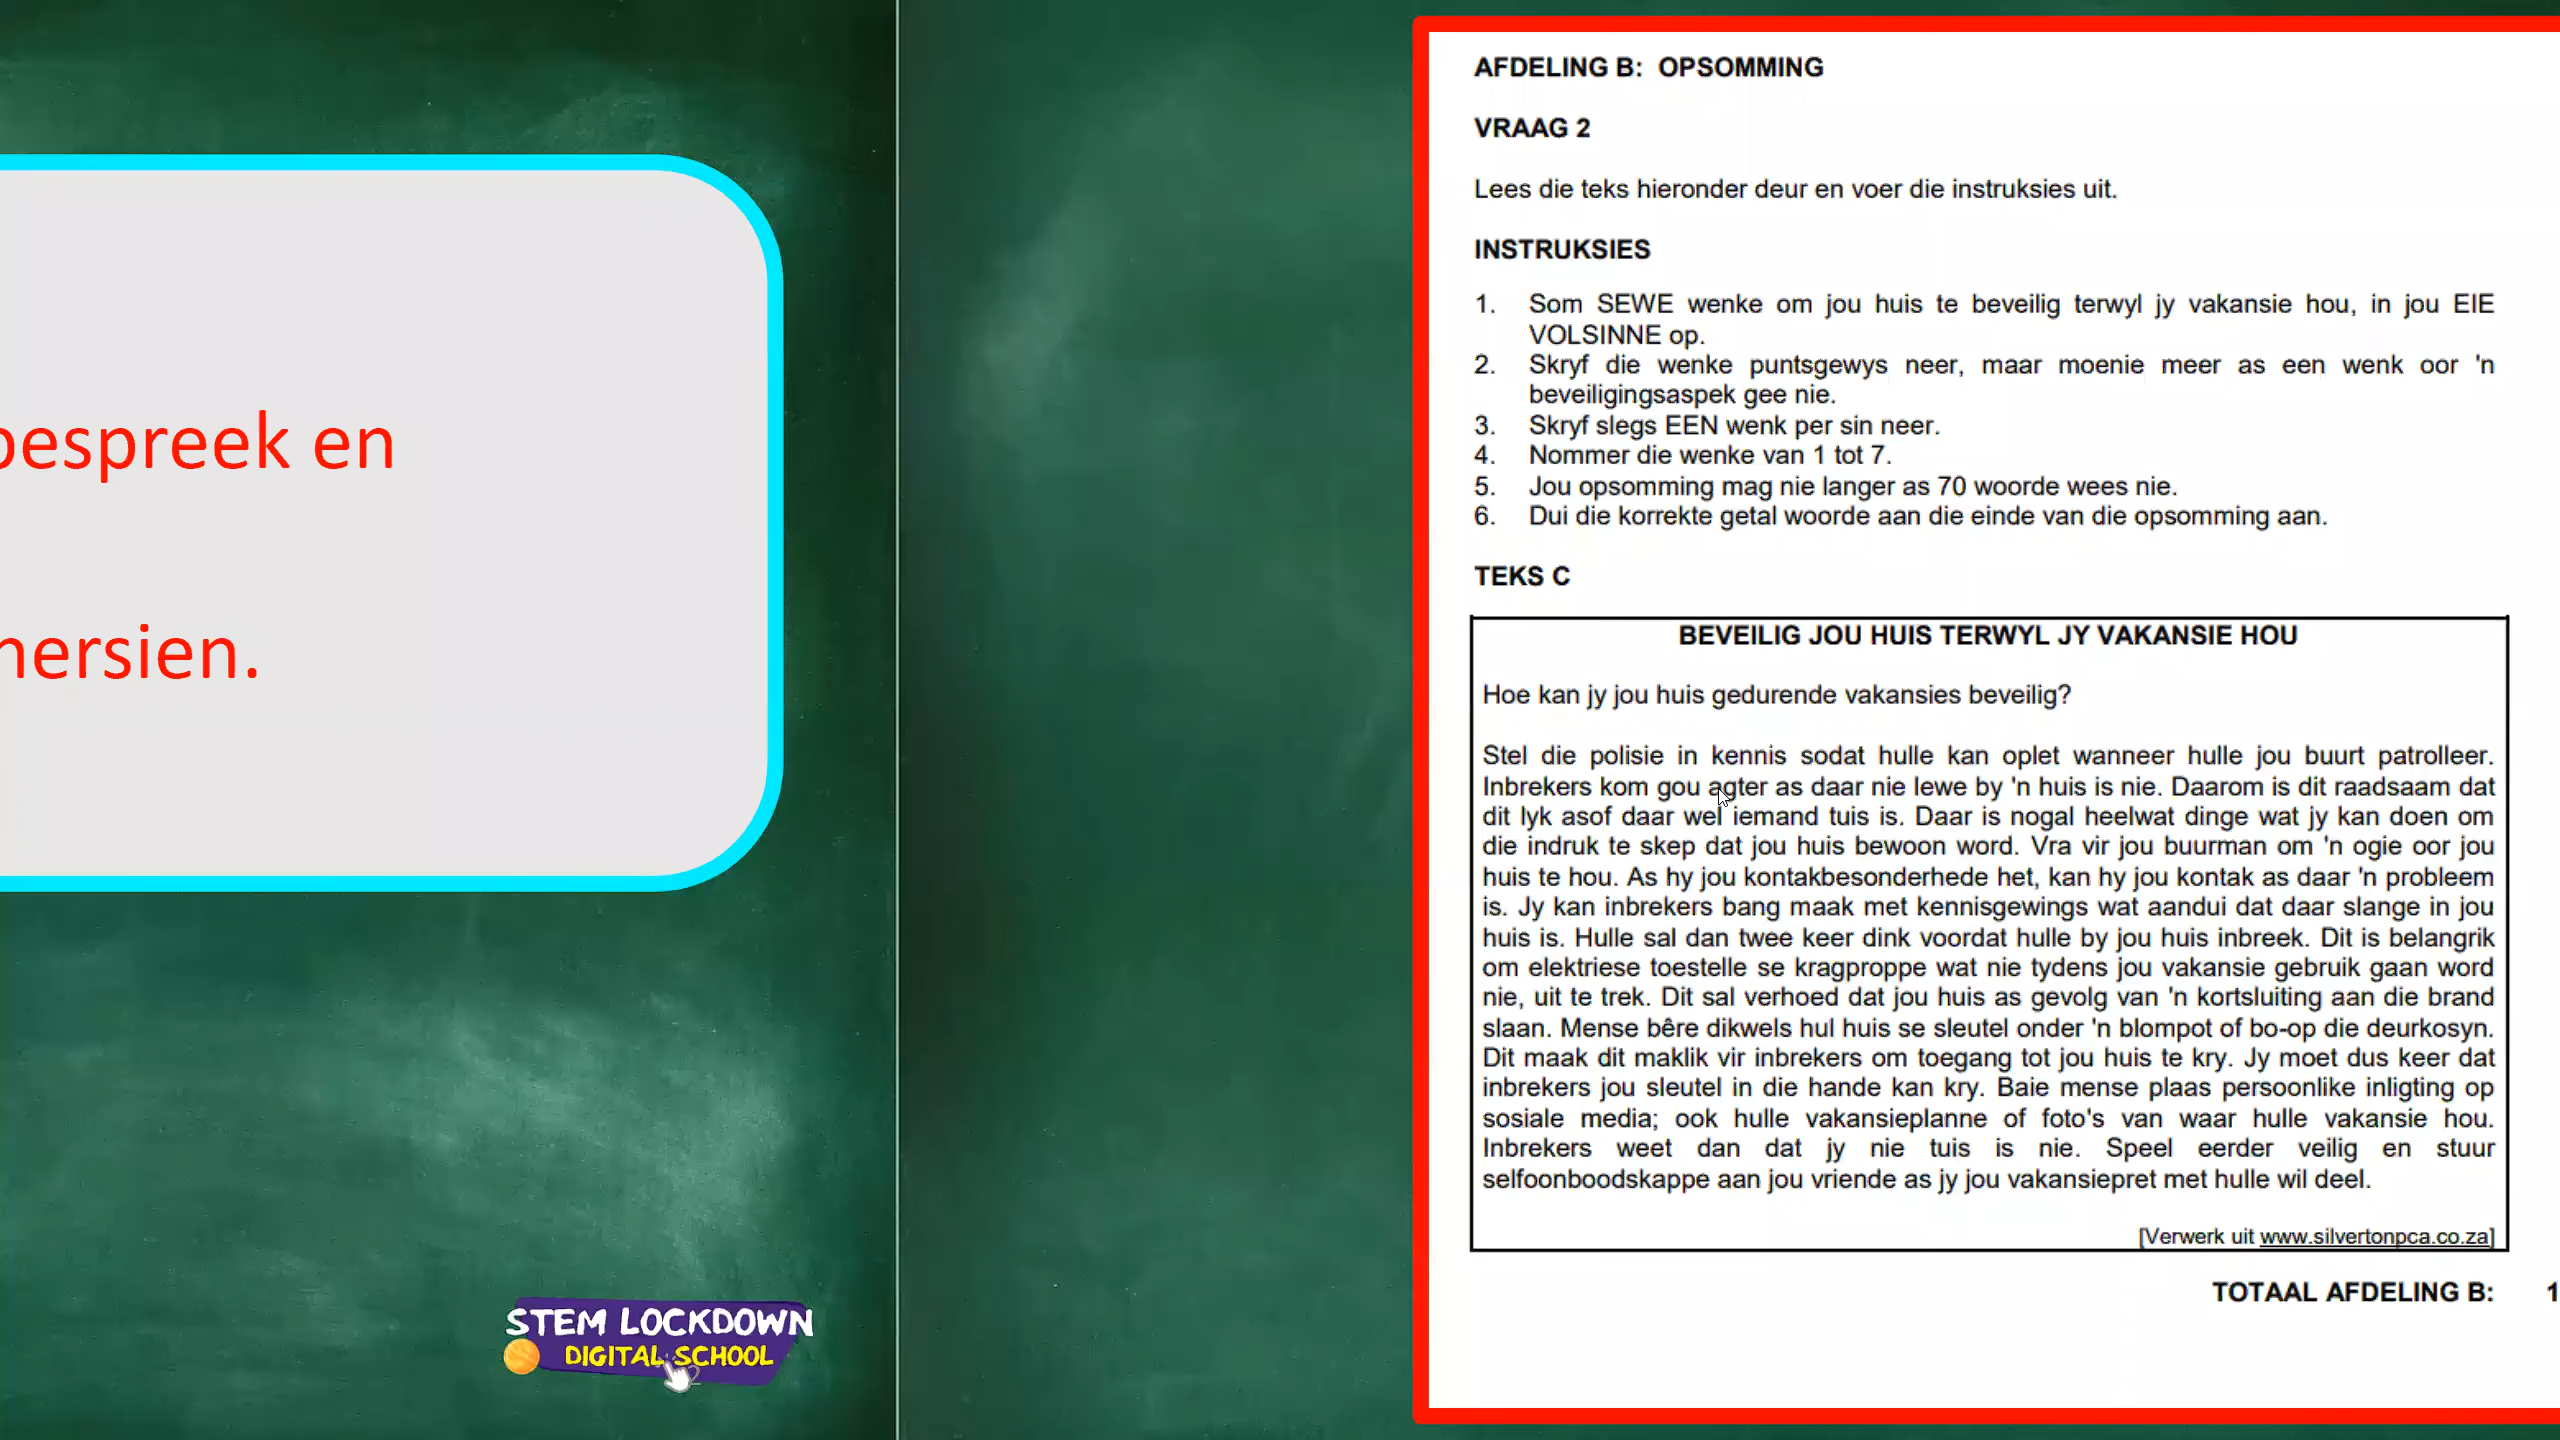 bespreek en
hersien.
STEM LOCKDOWN
DIGITAL SCHOOL
AFDELING B: OPSOMMING
VRAAG 2
Lees die teks hieronder deur en voer die instruksies uit.
INSTRUKSIES
1. Som SEWE wenke om jou huis te beveilig terwyl jy vakansie hou, in jou EIE
VOLSINNE op.
2. Skryf die wenke puntsgewys neer, maar moenie meer as een wenk oor 'n
beveiligingsaspek gee nie.
3. Skryf slegs EEN wenk per sin neer.
4. Nommer die wenke van 1 tot 7.
5. Jou opsomming mag nie langer as 70 woorde wees nie.
6. Dui die korrekte getal woorde aan die einde van die opsomming aan.
TEKS C
BEVEILIG JOU HUIS TERWYL JY VAKANSIE HOU
Hoe kan jy jou huis gedurende vakansies beveilig?
Stel die polisie in kennis sodat hulle kan oplet wanneer hulle jou buurt patrolleer.
Inbrekers kom gou agter as daar nie lewe by 'n huis is nie. Daarom is dit raadsaam dat
dit lyk asof daar wel iemand tuis is. Daar is nogal heelwat dinge wat jy kan doen om
die indruk te skep dat jou huis bewoon word. Vra vir jou buurman om 'n ogie oor jou
huis te hou. As hy jou kontakbesonderhede het, kan hy jou kontak as daar 'n probleem
is. Jy kan inbrekers bang maak met kennisgewings wat aandui dat daar slange in jou
huis is. Hulle sal dan twee keer dink voordat hulle by jou huis inbreek. Dit is belangrik
om elektriese toestelle se kragproppe wat nie tydens jou vakansie gebruik gaan word
nie, uit te trek. Dit sal verhoed dat jou huis as gevolg van 'n kortsluiting aan die brand
slaan. Mense bêre dikwels hul huis se sleutel onder 'n blompot of bo-op die deurkosyn.
Dit maak dit maklik vir inbrekers om toegang tot jou huis te kry. Jy moet dus keer dat
inbrekers jou sleutel in die hande kan kry. Baie mense plaas persoonlike inligting op
sosiale media; ook hulle vakansieplanne of foto's van waar hulle vakansie hou.
Inbrekers weet dan dat jy nie tuis is nie. Speel eerder veilig en stuur
selfoonboodskappe aan jou vriende as jy jou vakansiepret met hulle wil deel.
[Verwerk uit www.silvertonpca.co.za]
TOTAAL AFDELING B: 1